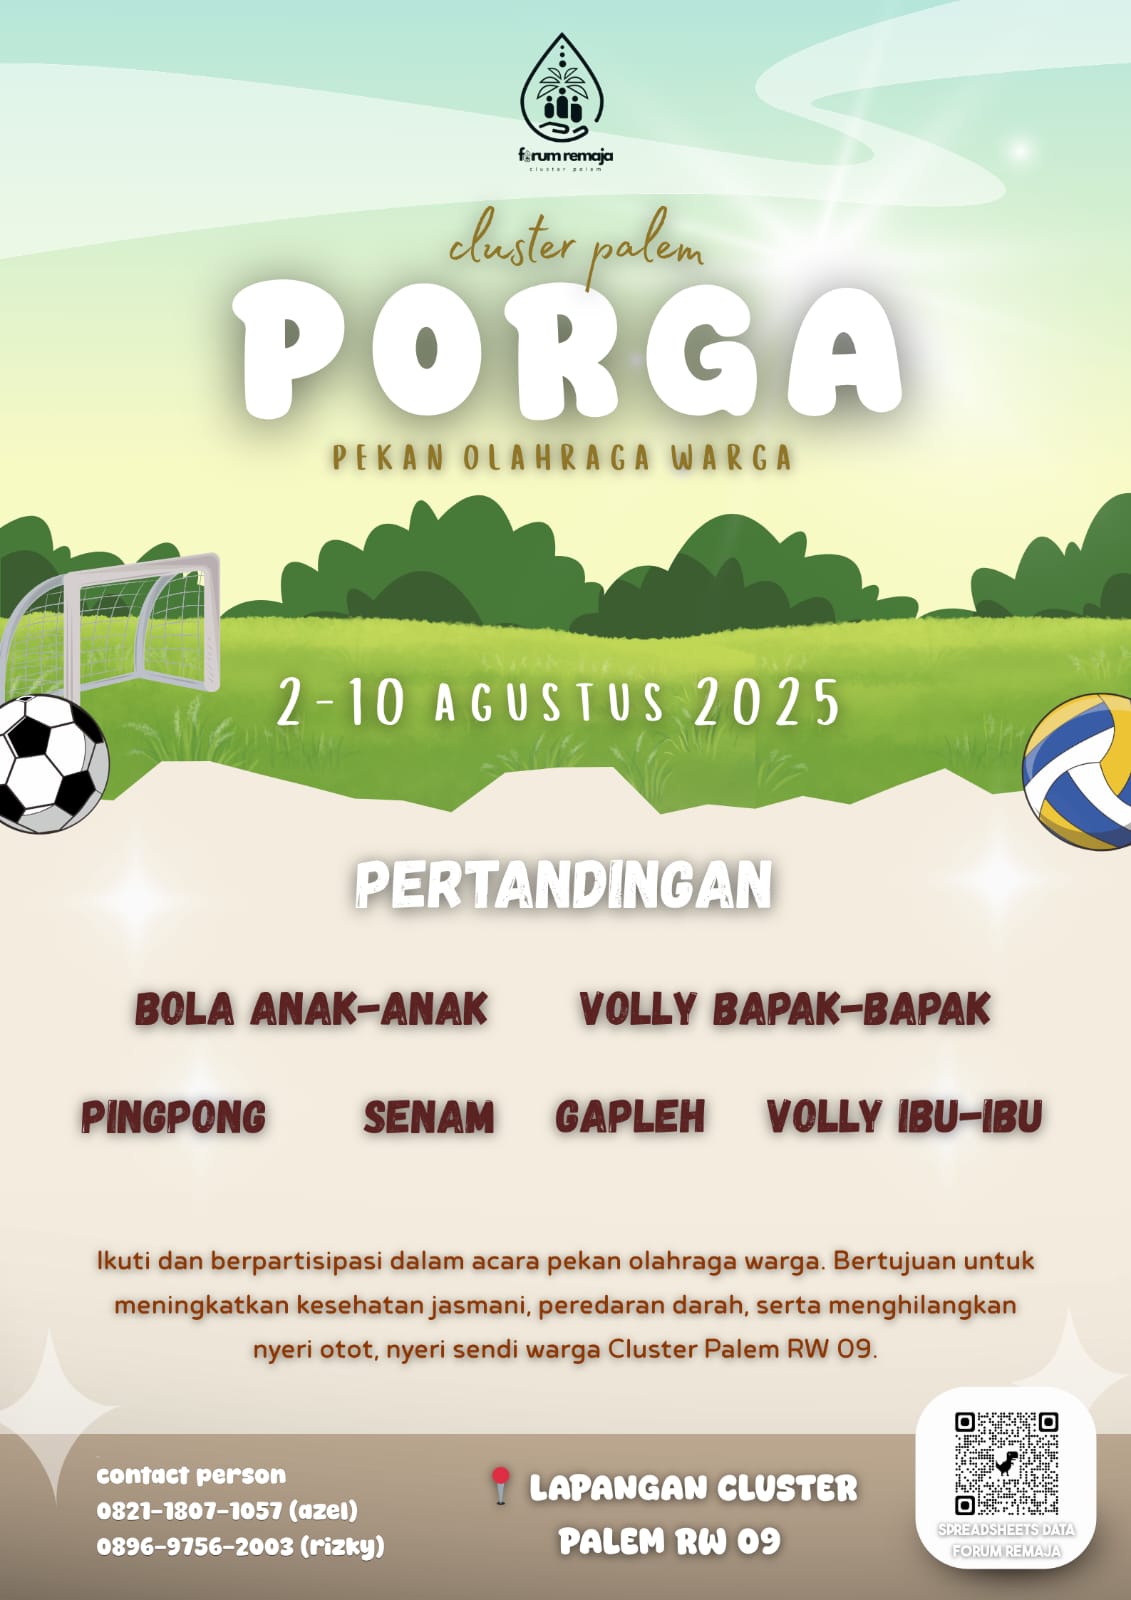 forum remaja
cluster palem
cluster palem
PORGA
PEKAN OLAHRAGA WARGA
2-10 AGUSTUS 2025
PERTANDINGAN
BOLA ANAK-ANAK VOLLY BAPAK-BAPAK
PINGPONG SENAM GAPLEH VOLLY IBU-IBU
Ikuti dan berpartisipasi dalam acara pekan olahraga warga. Bertujuan untuk
meningkatkan kesehatan jasmani, peredaran darah, serta menghilangkan
nyeri otot, nyeri sendi warga Cluster Palem RW 09.
contact person
0821-1807-1057 (azel)
0896-9756-2003 (rizky)
LAPANGAN CLUSTER
PALEM RW 09
SPREADSHEETS DATA
FORUM REMAJA